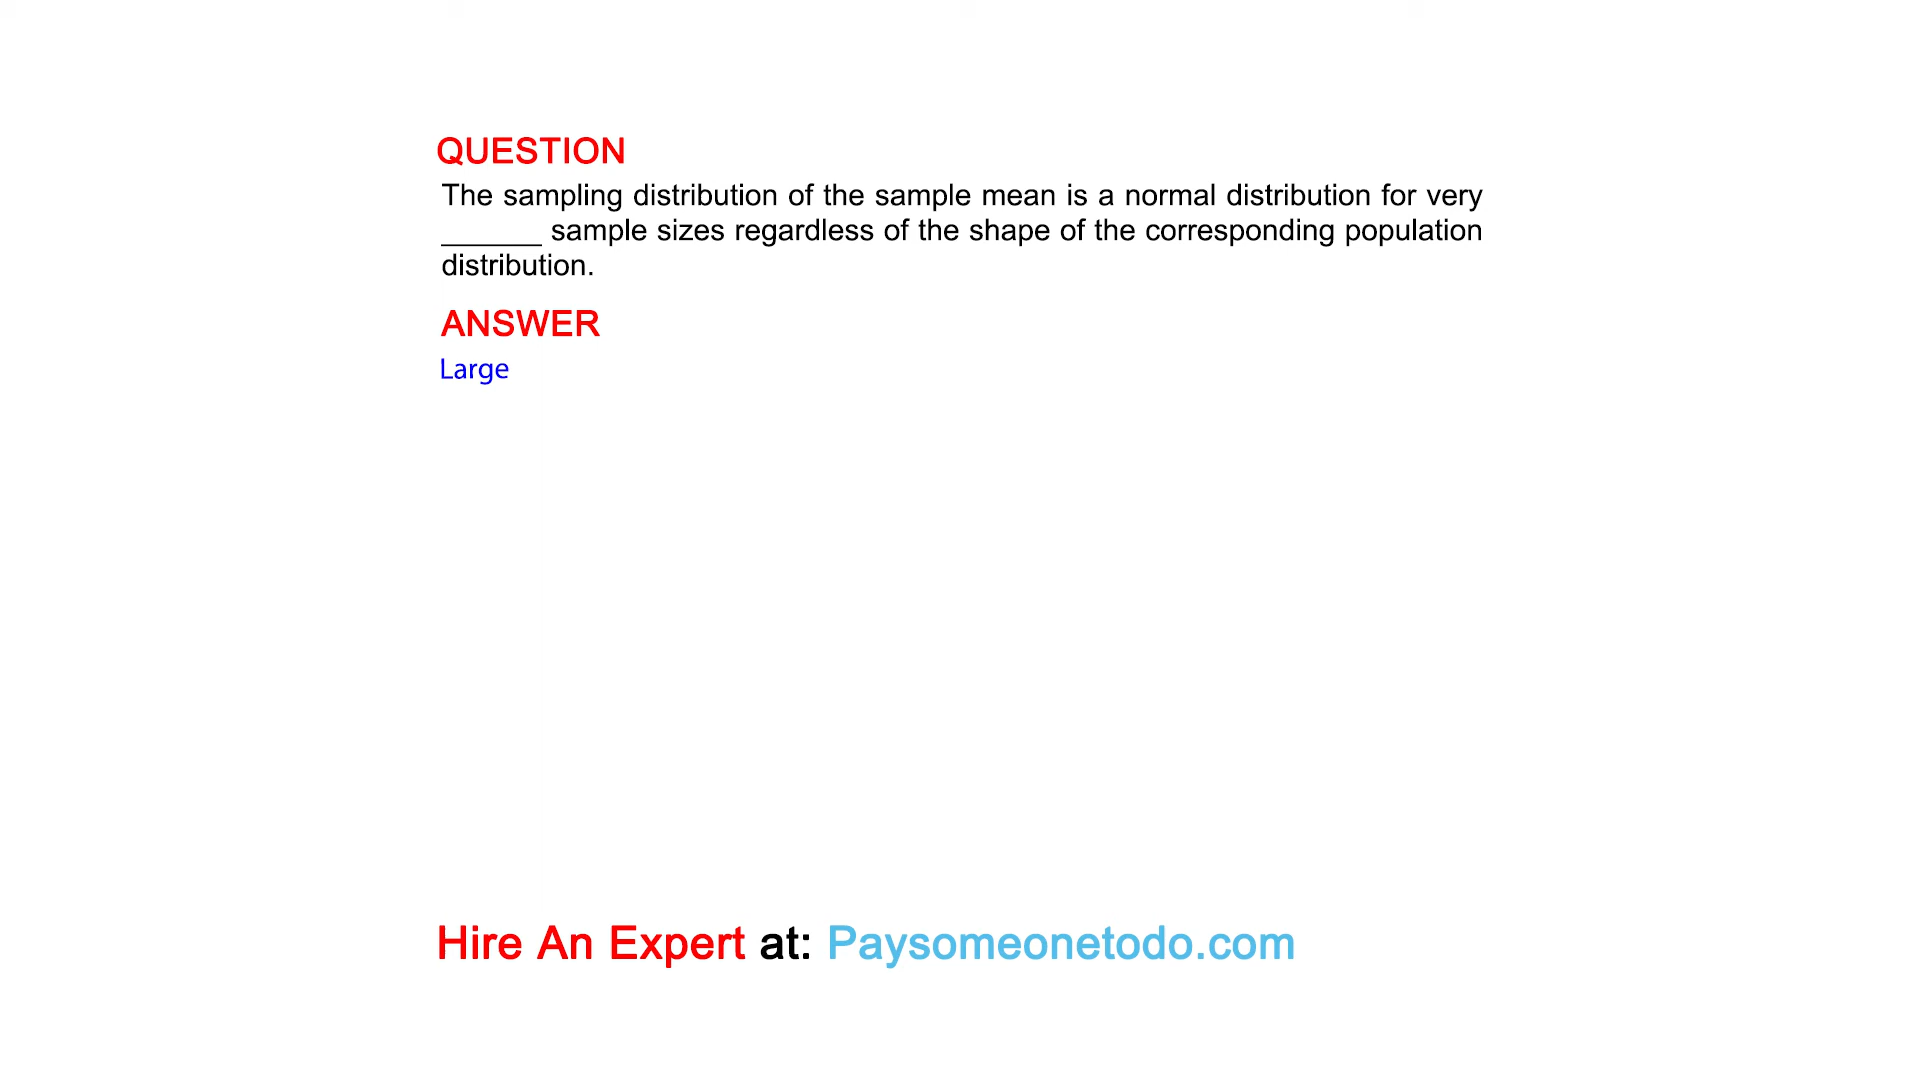 QUESTION
The sampling distribution of the sample mean is a normal distribution for very
______ sample sizes regardless of the shape of the corresponding population
distribution.
ANSWER
Large
Hire An Expert at: Paysomeonetodo.com